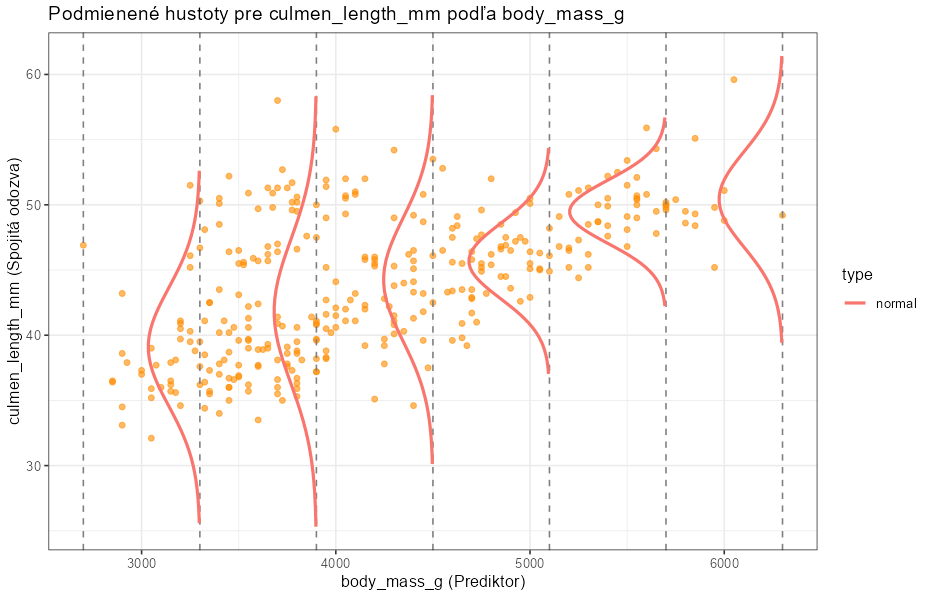 Podmienené hustoty pre culmen_length_mm podľa body_mass_g
culmen_length_mm (Spojitá odozva)
60
50
40
30
3000
4000
5000
6000
body_mass_g (Prediktor)
type
normal